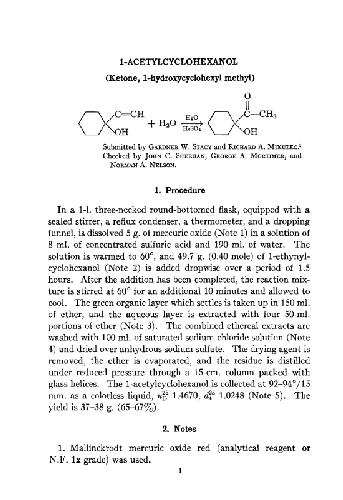 1-ACETYLCYCLOHEXANOL
(Ketone, 1-hydroxycyclohexyl methyl)
O
C≡CH
C—CH₃
+ H₂O
HgO
H₂SO₄
OH
OH
Submitted by GARDNER W. STACY and RICHARD A. MIKULEC.¹
Checked by JOHN C. SHEEHAN, GEORGE A. MORTIMER, and
NORMAN A. NELSON.
1. Procedure
In a 1-l. three-necked round-bottomed flask, equipped with a
sealed stirrer, a reflux condenser, a thermometer, and a dropping
funnel, is dissolved 5 g. of mercuric oxide (Note 1) in a solution of
8 ml. of concentrated sulfuric acid and 190 ml. of water. The
solution is warmed to 60°, and 49.7 g. (0.40 mole) of 1-ethynyl-
cyclohexanol (Note 2) is added dropwise over a period of 1.5
hours. After the addition has been completed, the reaction mix-
ture is stirred at 60° for an additional 10 minutes and allowed to
cool. The green organic layer which settles is taken up in 150 ml.
of ether, and the aqueous layer is extracted with four 50-ml.
portions of ether (Note 3). The combined ethereal extracts are
washed with 100 ml. of saturated sodium chloride solution (Note
4) and dried over anhydrous sodium sulfate. The drying agent is
removed, the ether is evaporated, and the residue is distilled
under reduced pressure through a 15-cm. column packed with
glass helices. The 1-acetylcyclohexanol is collected at 92–94°/15
mm. as a colorless liquid, 1.4670, 1.0248 (Note 5). The
yield is 37–38 g. (65–67%).
2. Notes
1. Mallinckrodt mercuric oxide red (analytical reagent or
N.F. 1x grade) was used.
1